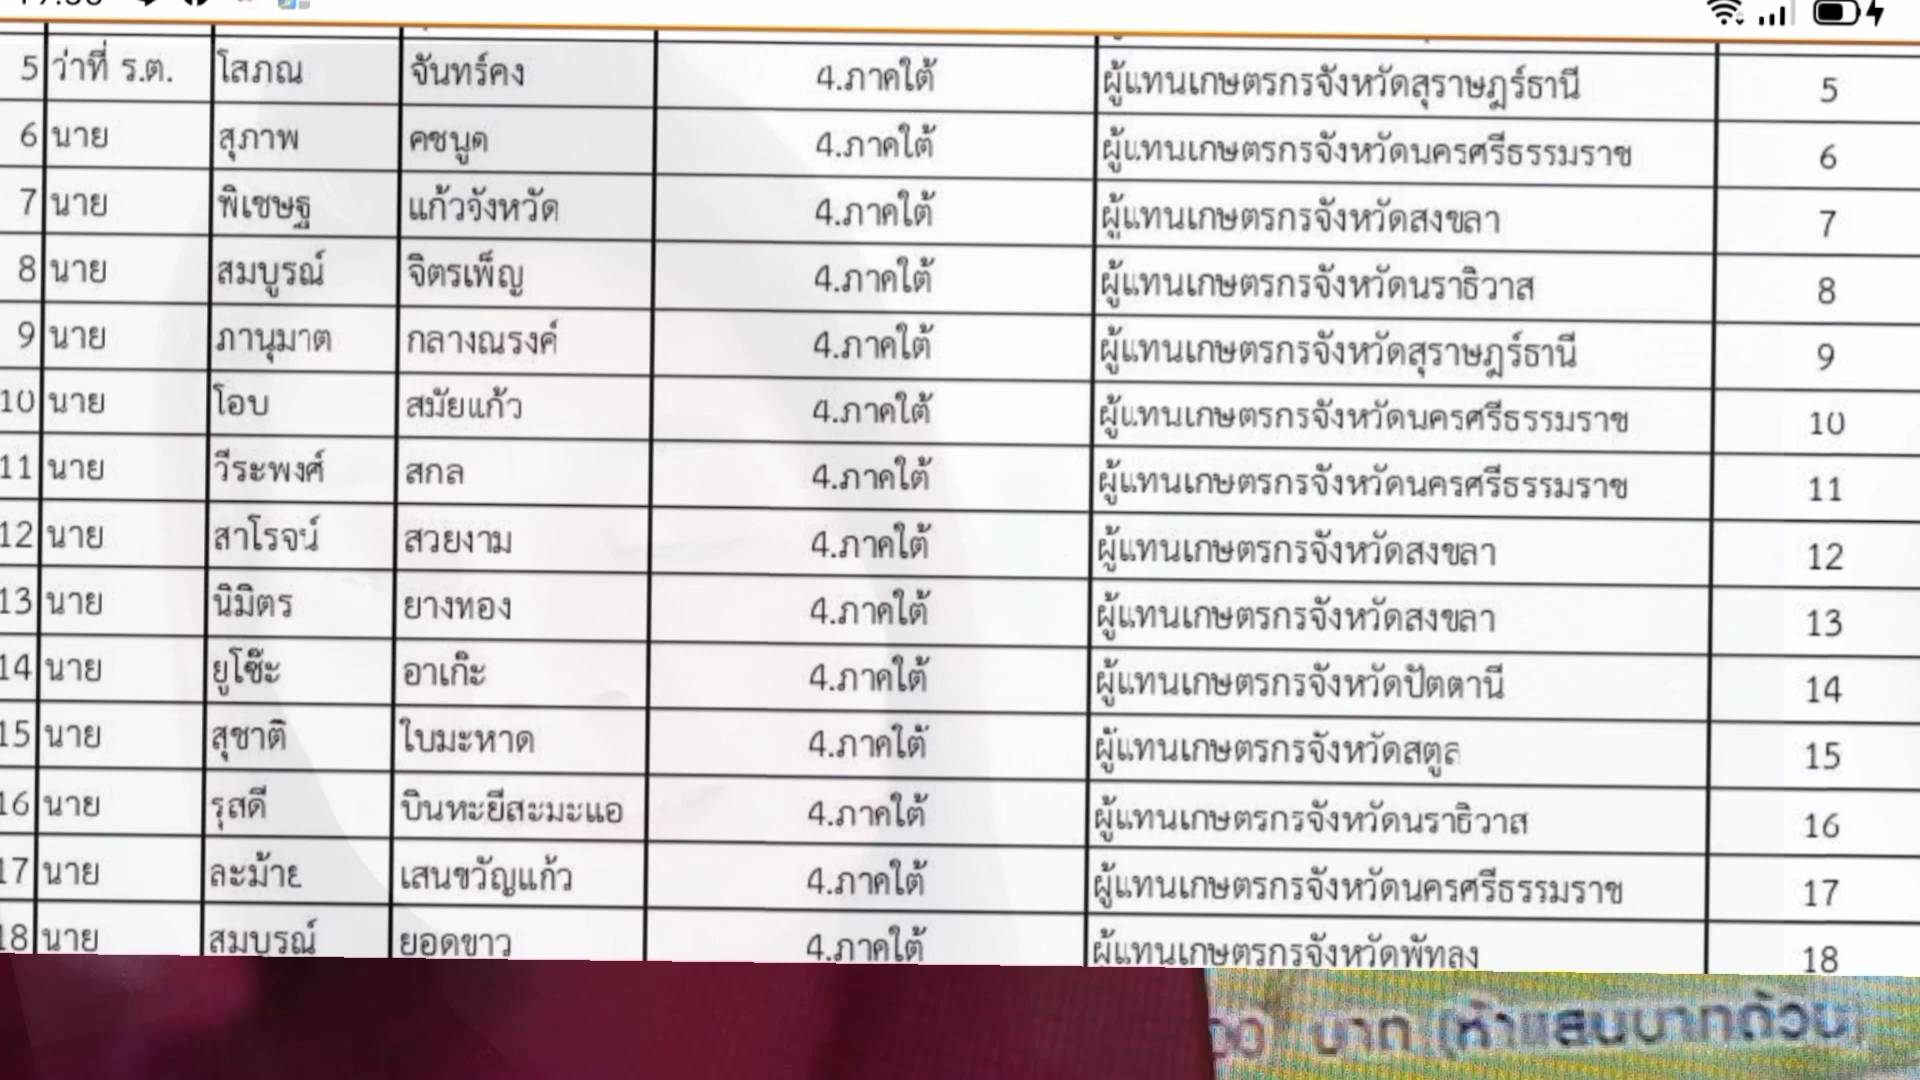 5 ว่าที่ ร.ต. โสภณ จันทร์คง 4.ภาคใต้ ผู้แทนเกษตรกรจังหวัดสุราษฎร์ธานี 5
6 นาย สุภาพ คชนูด 4.ภาคใต้ ผู้แทนเกษตรกรจังหวัดนครศรีธรรมราช 6
7 นาย พิเชษฐ แก้วจังหวัด 4.ภาคใต้ ผู้แทนเกษตรกรจังหวัดสงขลา 7
8 นาย สมบูรณ์ จิตรเพ็ญ 4.ภาคใต้ ผู้แทนเกษตรกรจังหวัดนราธิวาส 8
9 นาย ภานุมาต กลางณรงค์ 4.ภาคใต้ ผู้แทนเกษตรกรจังหวัดสุราษฎร์ธานี 9
10 นาย โอบ สมัยแก้ว 4.ภาคใต้ ผู้แทนเกษตรกรจังหวัดนครศรีธรรมราช 10
11 นาย วีระพงศ์ สกล 4.ภาคใต้ ผู้แทนเกษตรกรจังหวัดนครศรีธรรมราช 11
12 นาย สาโรจน์ สวยงาม 4.ภาคใต้ ผู้แทนเกษตรกรจังหวัดสงขลา 12
13 นาย นิมิตร ยางทอง 4.ภาคใต้ ผู้แทนเกษตรกรจังหวัดสงขลา 13
14 นาย ยูโซ๊ะ อาเก๊ะ 4.ภาคใต้ ผู้แทนเกษตรกรจังหวัดปัตตานี 14
15 นาย สุชาติ ใบมะหาด 4.ภาคใต้ ผู้แทนเกษตรกรจังหวัดสตูล 15
16 นาย รุสดี บินหะยีสะมะแอ 4.ภาคใต้ ผู้แทนเกษตรกรจังหวัดนราธิวาส 16
17 นาย ละม้าย เสนขวัญแก้ว 4.ภาคใต้ ผู้แทนเกษตรกรจังหวัดนครศรีธรรมราช 17
18 นาย สมบูรณ์ ยอดขาว 4.ภาคใต้ ผู้แทนเกษตรกรจังหวัดพัทลุง 18
บาท (ห้าแสนบาทถ้วน)